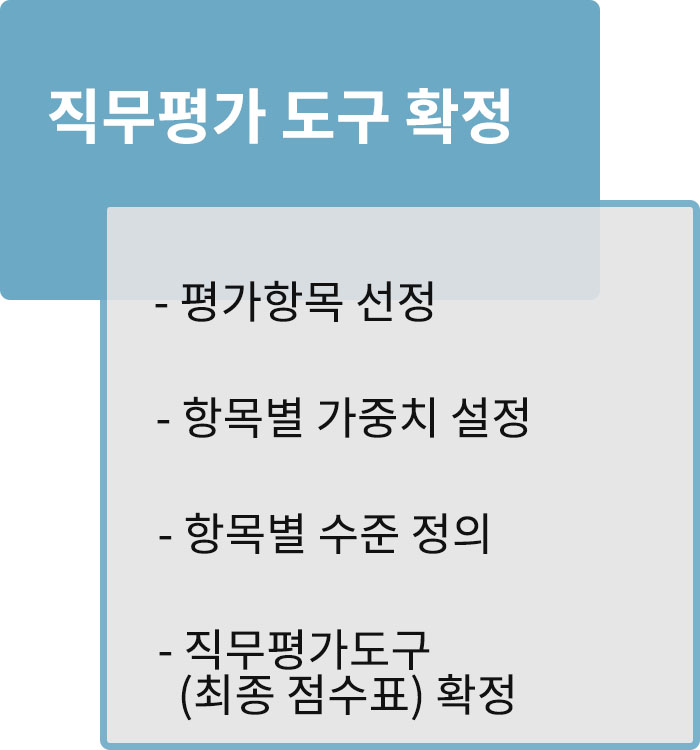 직무평가 도구 확정
- 평가항목 선정
- 항목별 가중치 설정
- 항목별 수준 정의
- 직무평가도구
(최종 점수표) 확정